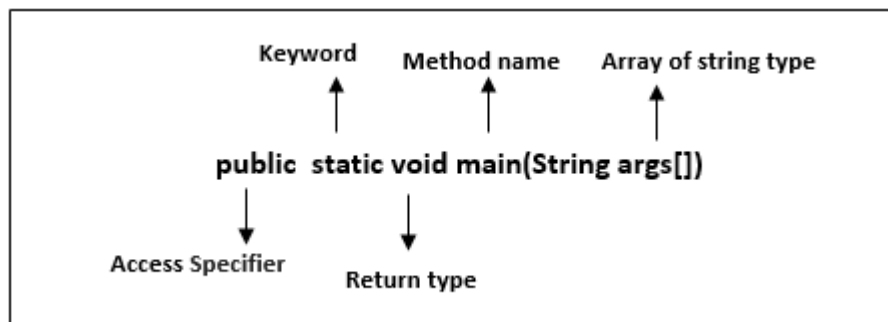 Keyword
Method name
Array of string type
public static void main(String args[])
Access Specifier
Return type